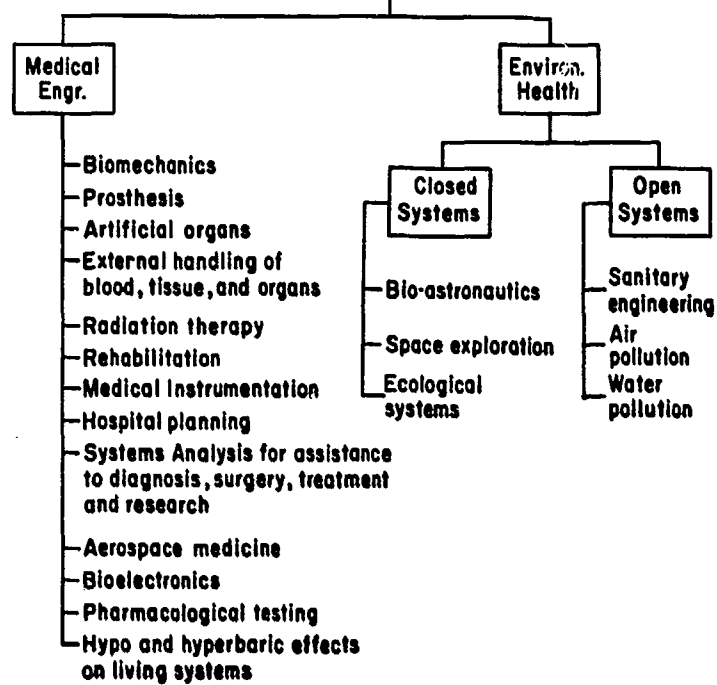 Medical
Engr.
Environ.
Health
Biomechanics
Prosthesis
Artificial organs
External handling of
blood, tissue, and organs
Radiation therapy
Rehabilitation
Medical Instrumentation
Hospital planning
Systems Analysis for assistance
to diagnosis, surgery, treatment
and research
Aerospace medicine
Bioelectronics
Pharmacological testing
Hypo and hyperbaric effects
on living systems
Closed
Systems
Bio-astronautics
Space exploration
Ecological
systems
Open
Systems
Sanitary
engineering
Air
pollution
Water
pollution